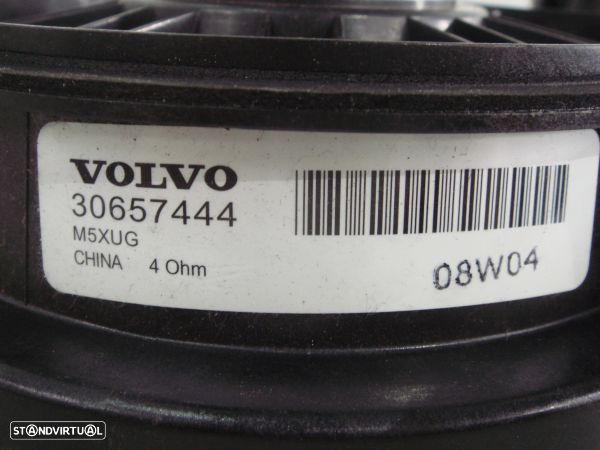 VOLVO
30657444
M5XUG
CHINA 4 Ohm
08W04
STANDVIRTUAL